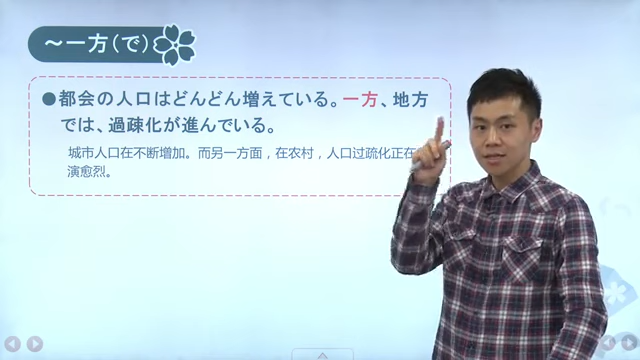 ～一方（で）
●都会の人口はどんどん増えている。一方、地方
では、過疎化が進んでいる。
城市人口在不断增加。而另一方面，在农村，人口过疏化正在
演愈烈。